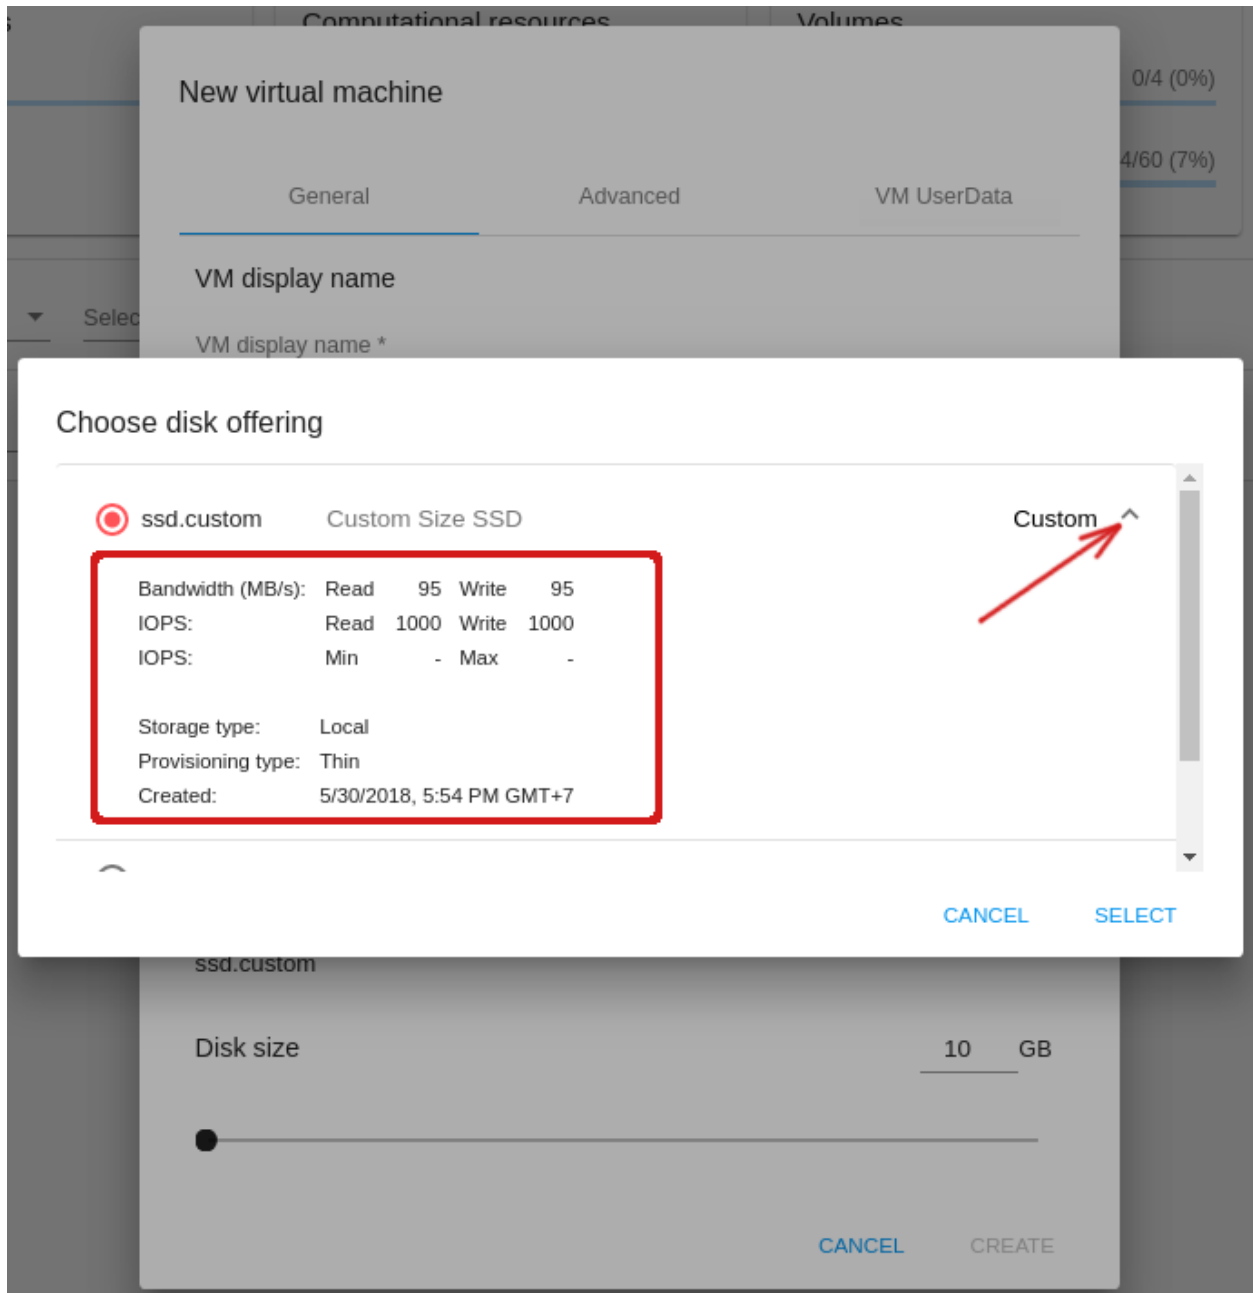 Computational resources
Volumes
0/4 (0%)
New virtual machine
4/60 (7%)
General Advanced VM UserData
VM display name
Selec
VM display name *
Choose disk offering
ssd.custom Custom Size SSD Custom
Bandwidth (MB/s): Read 95 Write 95
IOPS: Read 1000 Write 1000
IOPS: Min - Max -
Storage type: Local
Provisioning type: Thin
Created: 5/30/2018, 5:54 PM GMT+7
CANCEL SELECT
ssd.custom
Disk size 10 GB
CANCEL CREATE